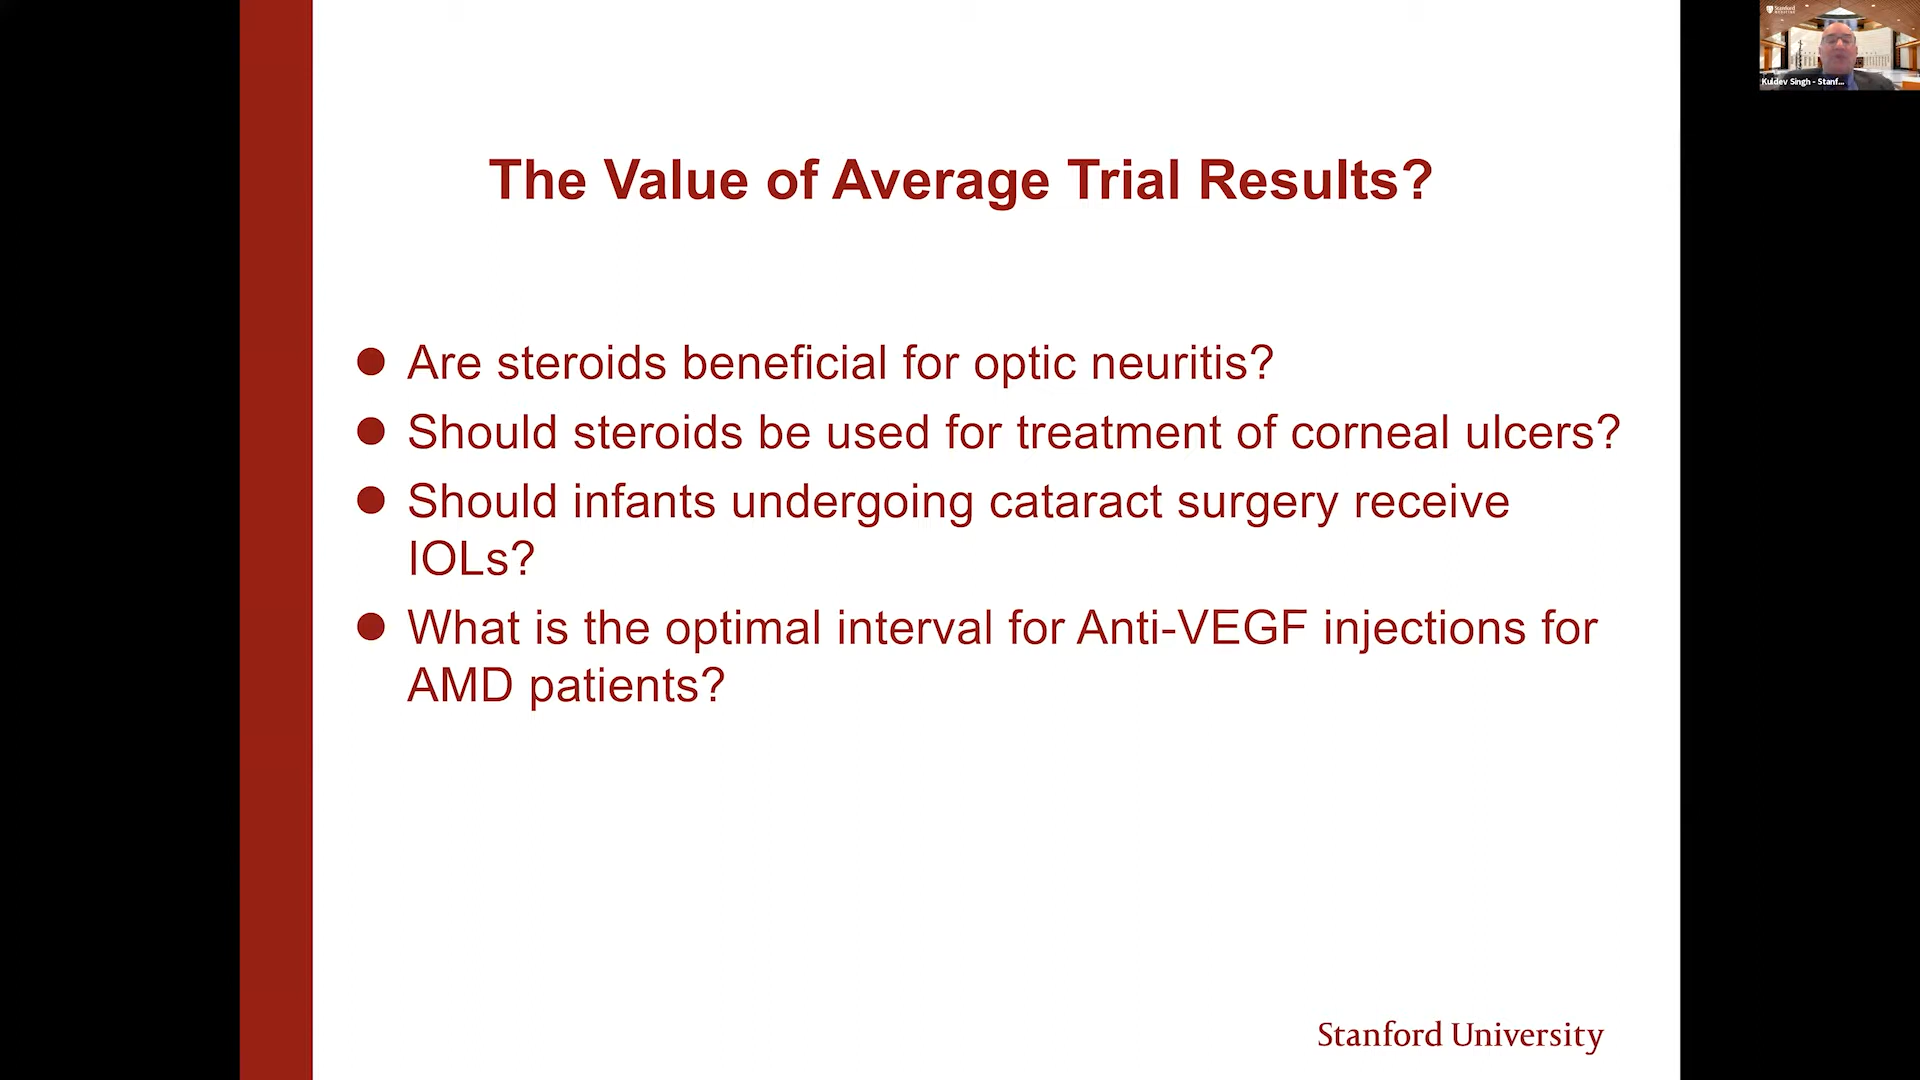 The Value of Average Trial Results?
Are steroids beneficial for optic neuritis?
Should steroids be used for treatment of corneal ulcers?
Should infants undergoing cataract surgery receive
IOLs?
What is the optimal interval for Anti-VEGF injections for
AMD patients?
Stanford University
Stanford
Kuldev Singh - Stanf...